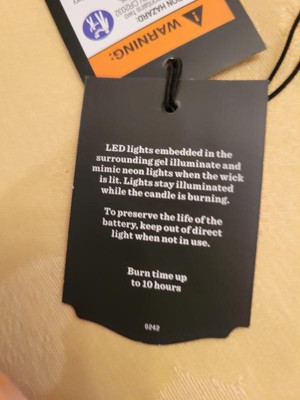 ON HAZARD:
WARNING:
LED lights embedded in the
surrounding gel illuminate and
mimic neon lights when the wick
is lit. Lights stay illuminated
while the candle is burning.
To preserve the life of the
battery, keep out of direct
light when not in use.
Burn time up
to 10 hours
0242